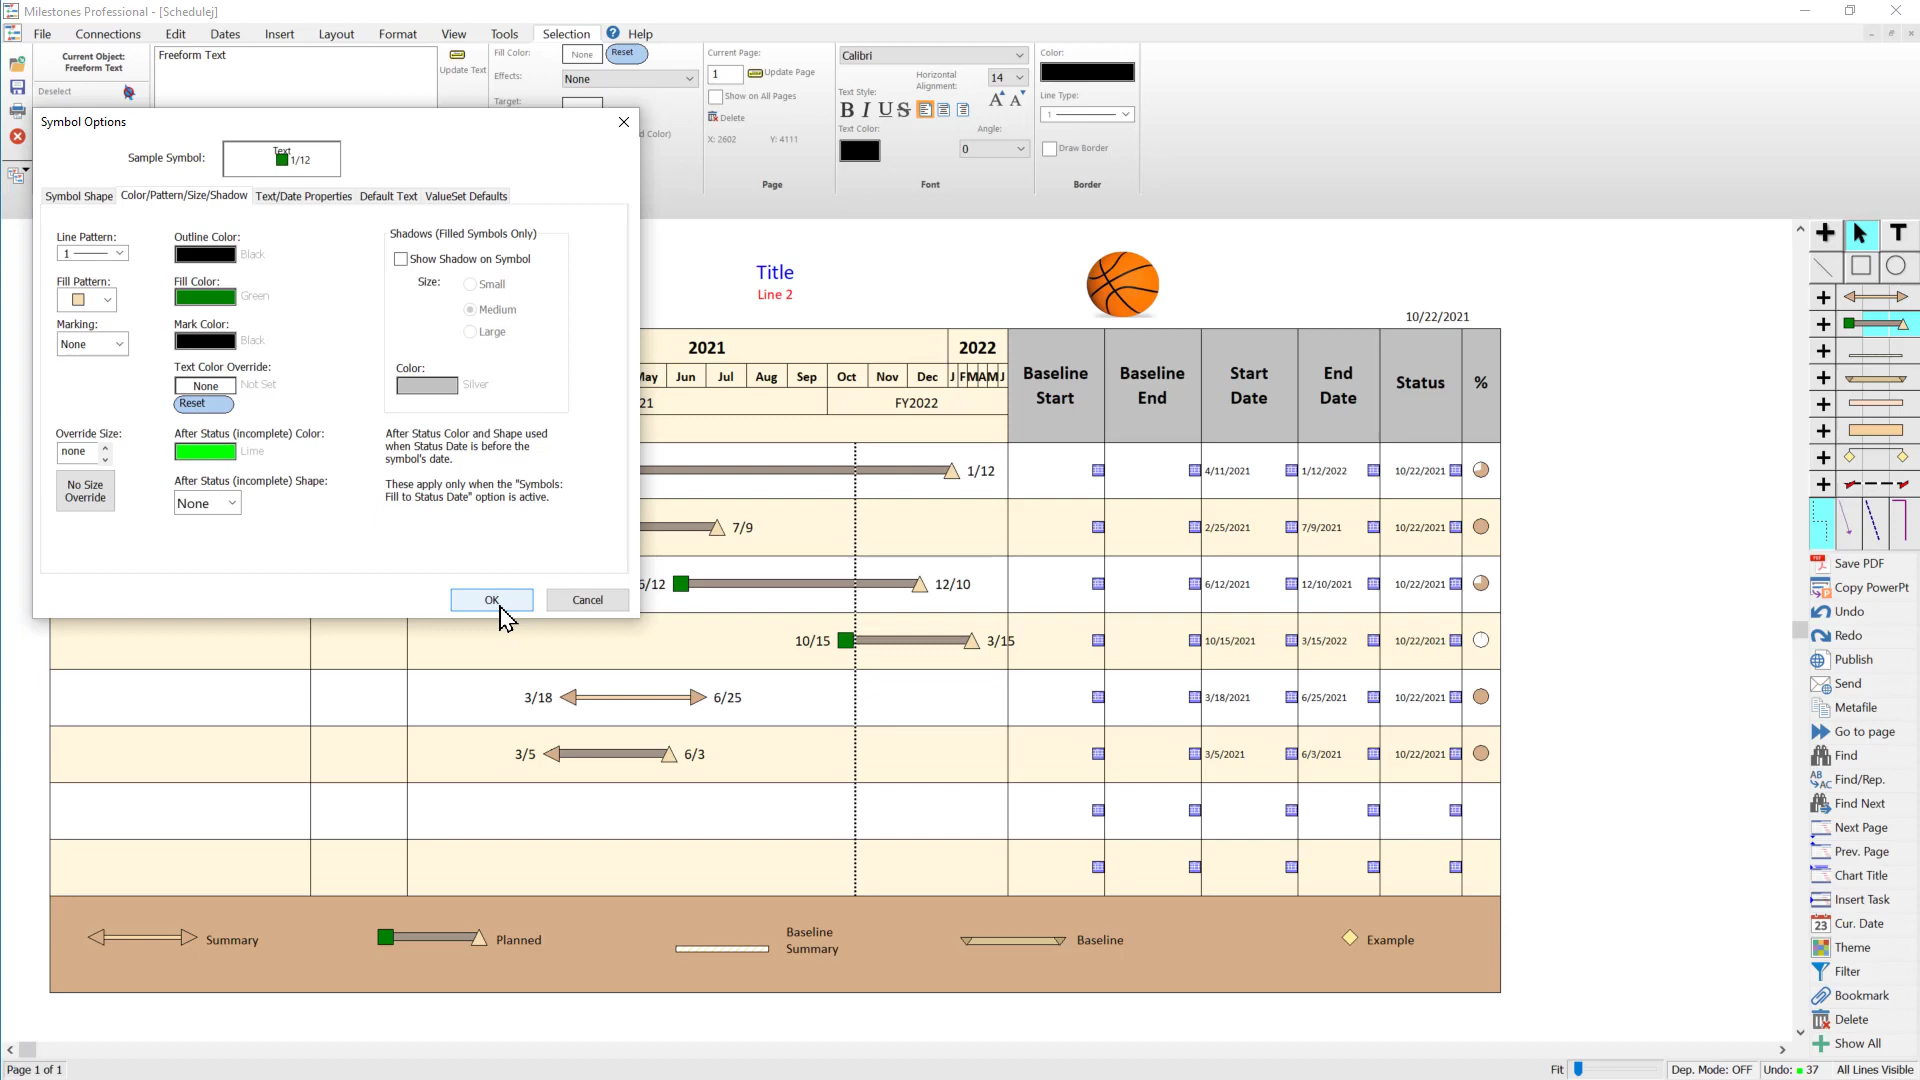 Milestones Professional - [Schedulej]
File Connections Edit Dates Insert Layout Format View Tools Selection Help
Current Object:
Freeform Text
Deselect
Freeform Text
Update Text
Fill Color: None Reset
Effects: None
Target:
d Color)
Current Page:
1 Update Page
Show on All Pages
Delete
X: 2602 Y: 4111
Page
Calibri
Horizontal
Alignment:
14
Text Style:
B I U S A A
Text Color:
Angle:
0
Font
Color:
Line Type:
1
Draw Border
Border
Symbol Options
Sample Symbol:
Text
1/12
Symbol Shape Color/Pattern/Size/Shadow Text/Date Properties Default Text ValueSet Defaults
Line Pattern:
1
Fill Pattern:
Marking:
None
Override Size:
none
No Size
Override
Outline Color:
Black
Fill Color:
Green
Mark Color:
Black
Text Color Override:
None Not Set
Reset
After Status (incomplete) Color:
Lime
After Status (incomplete) Shape:
None
Shadows (Filled Symbols Only)
Show Shadow on Symbol
Size: Small
Medium
Large
Color:
Silver
After Status Color and Shape used
when Status Date is before the
symbol's date.
These apply only when the "Symbols:
Fill to Status Date" option is active.
OK Cancel
Title
Line 2
10/22/2021
2021 2022
May Jun Jul Aug Sep Oct Nov Dec J F M A M J
21 FY2022
Baseline
Start
Baseline
End
Start
Date
End
Date
Status
%
1/12 4/11/2021 1/12/2022 10/22/2021
7/9 2/25/2021 7/9/2021 10/22/2021
6/12 12/10 6/12/2021 12/10/2021 10/22/2021
10/15 3/15 10/15/2021 3/15/2022 10/22/2021
3/18 6/25 3/18/2021 6/25/2021 10/22/2021
3/5 6/3 3/5/2021 6/3/2021 10/22/2021
Summary
Planned
Baseline
Summary
Baseline
Example
T
Save PDF
Copy PowerPt
Undo
Redo
Publish
Send
Metafile
Go to page
Find
AB
AC
Find/Rep.
Find Next
Next Page
Prev. Page
Chart Title
Insert Task
23 Cur. Date
Theme
Filter
Bookmark
Delete
Show All
Page 1 of 1
Fit
Dep. Mode: OFF
Undo: 37
All Lines Visible